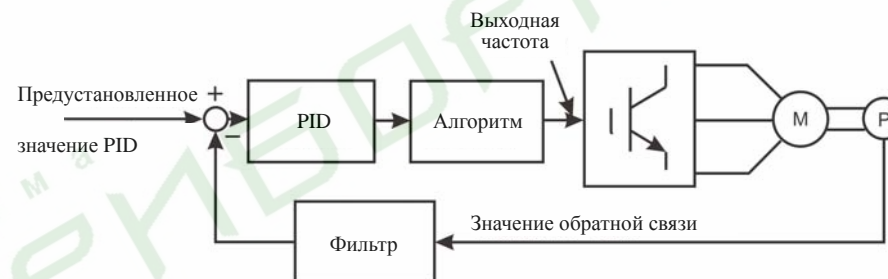 Выходная
частота
Предустановленное
значение PID
+
−
PID
Алгоритм
M
P
Значение обратной связи
Фильтр